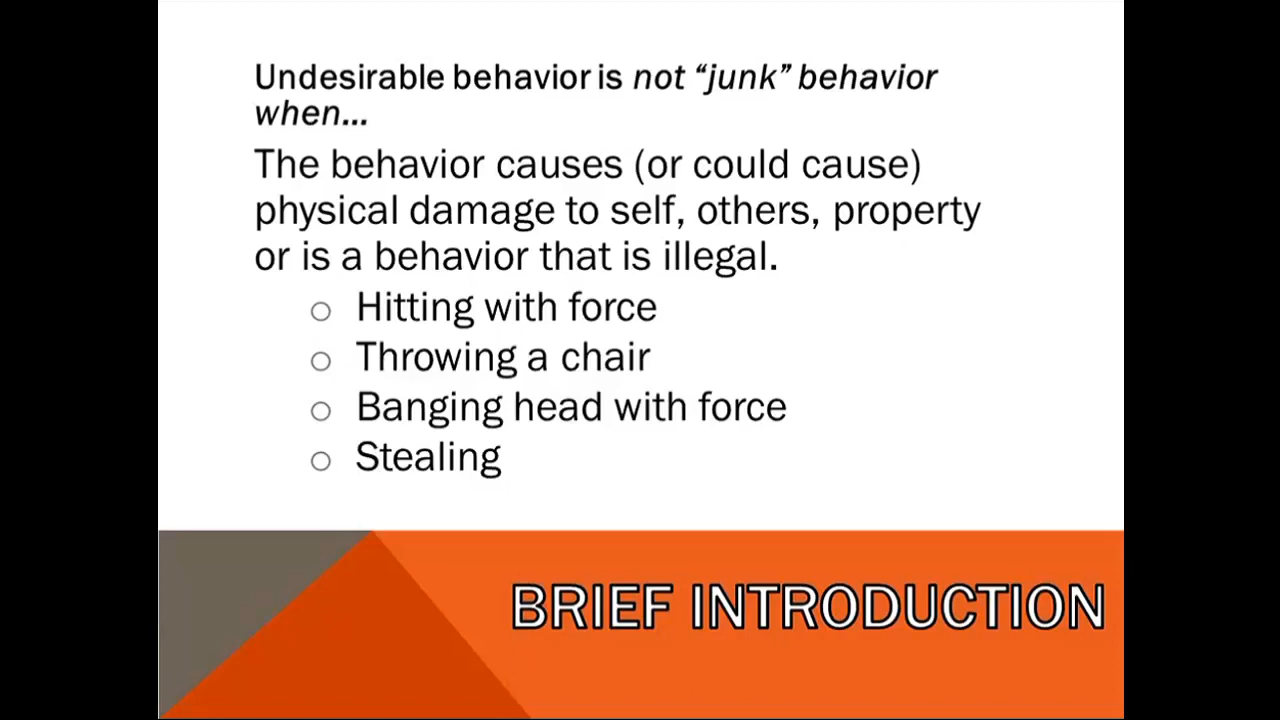 Undesirable behavior is not “junk” behavior
when...
The behavior causes (or could cause)
physical damage to self, others, property
or is a behavior that is illegal.
Hitting with force
Throwing a chair
Banging head with force
Stealing
BRIEF INTRODUCTION